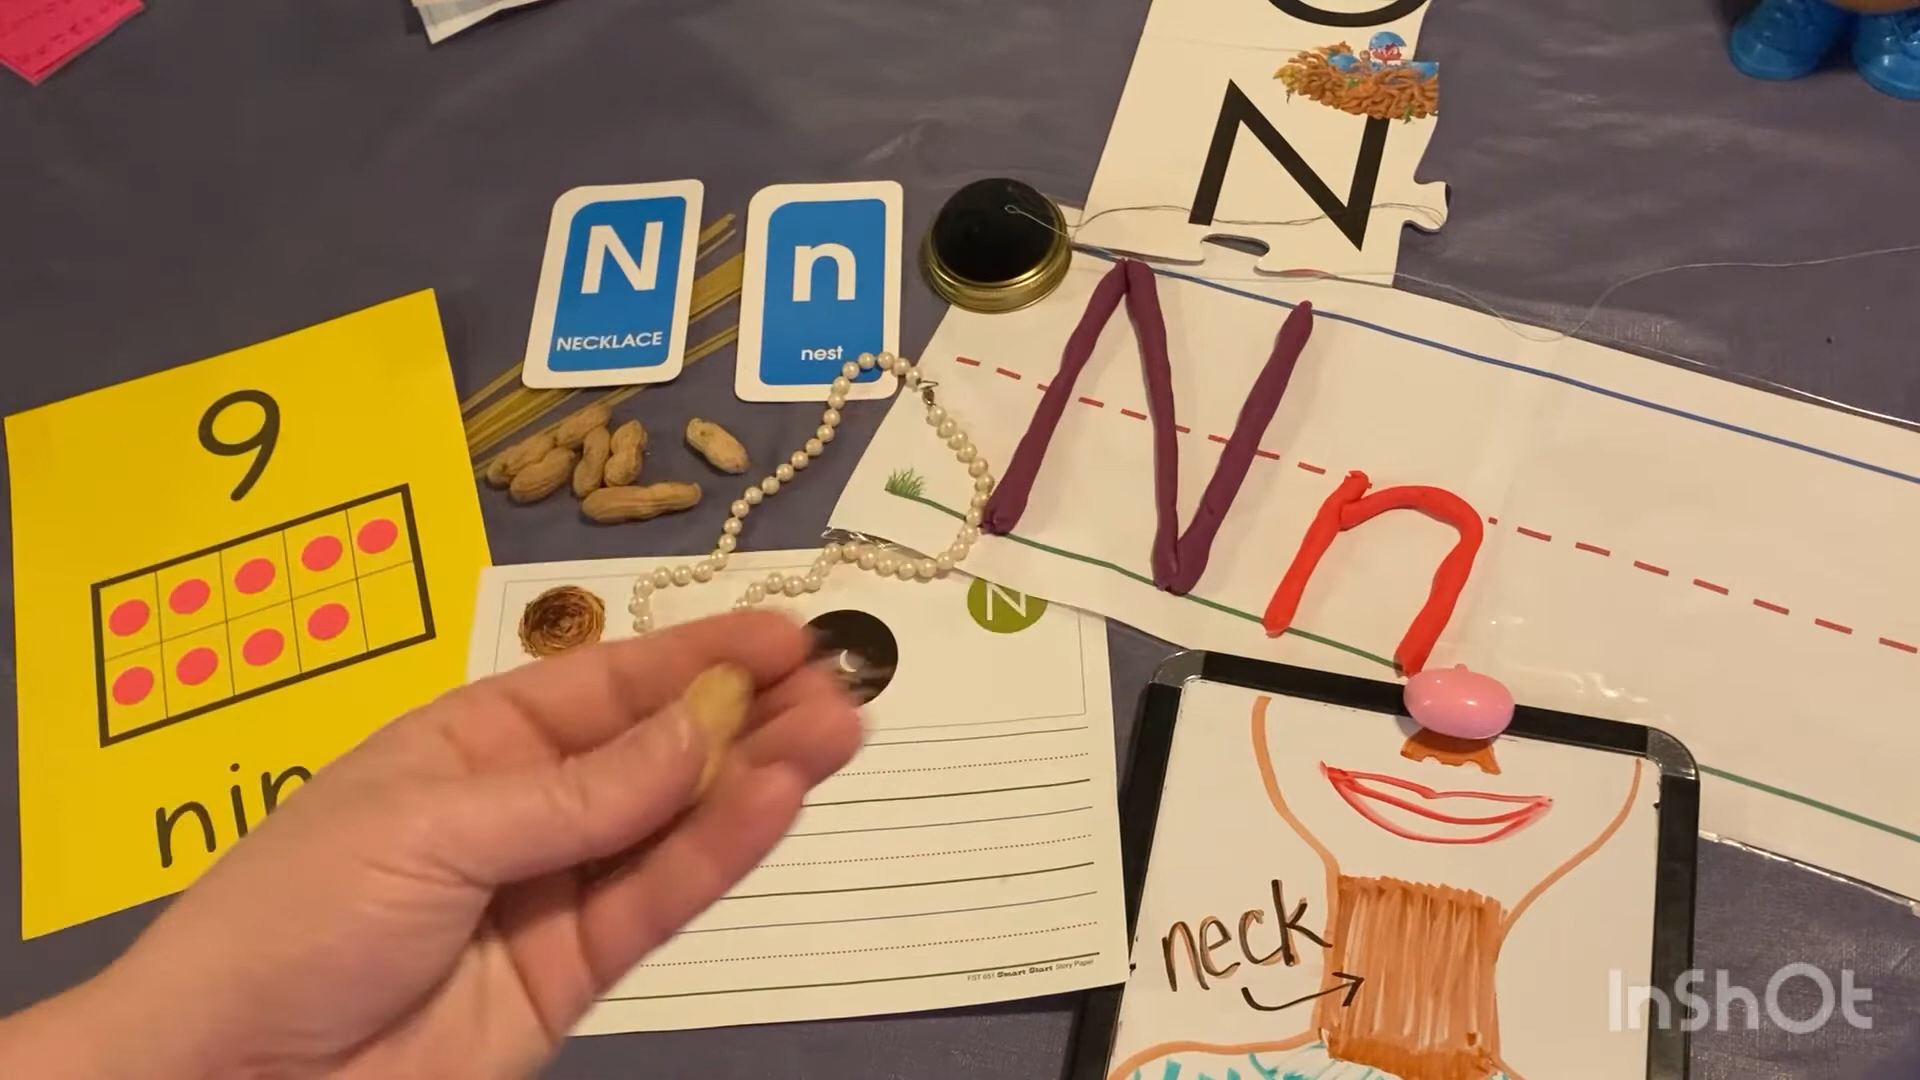 N
N
NECKLACE
n
nest
Nn
9
nin
N
neck
FST 651 Smart Start Story Paper
InShOt